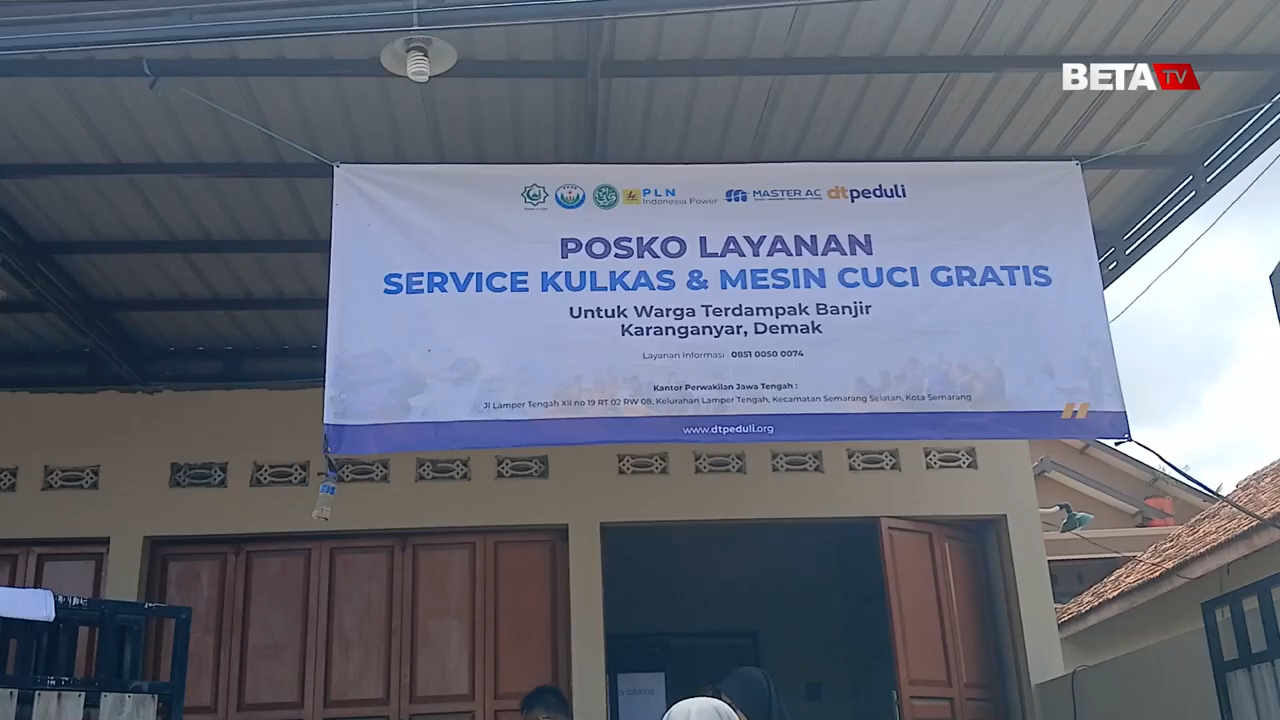 BETA TV
PLN
Indonesia Power
MASTER AC
dtpeduli
POSKO LAYANAN
SERVICE KULKAS & MESIN CUCI GRATIS
Untuk Warga Terdampak Banjir
Karanganyar, Demak
Layanan Informasi : 0851 0050 0074
Kantor Perwakilan Jawa Tengah :
Jl Lamper Tengah XII no 19 RT 02 RW 08, Kelurahan Lamper Tengah, Kecamatan Semarang Selatan, Kota Semarang
www.dtpeduli.org
GRATIS